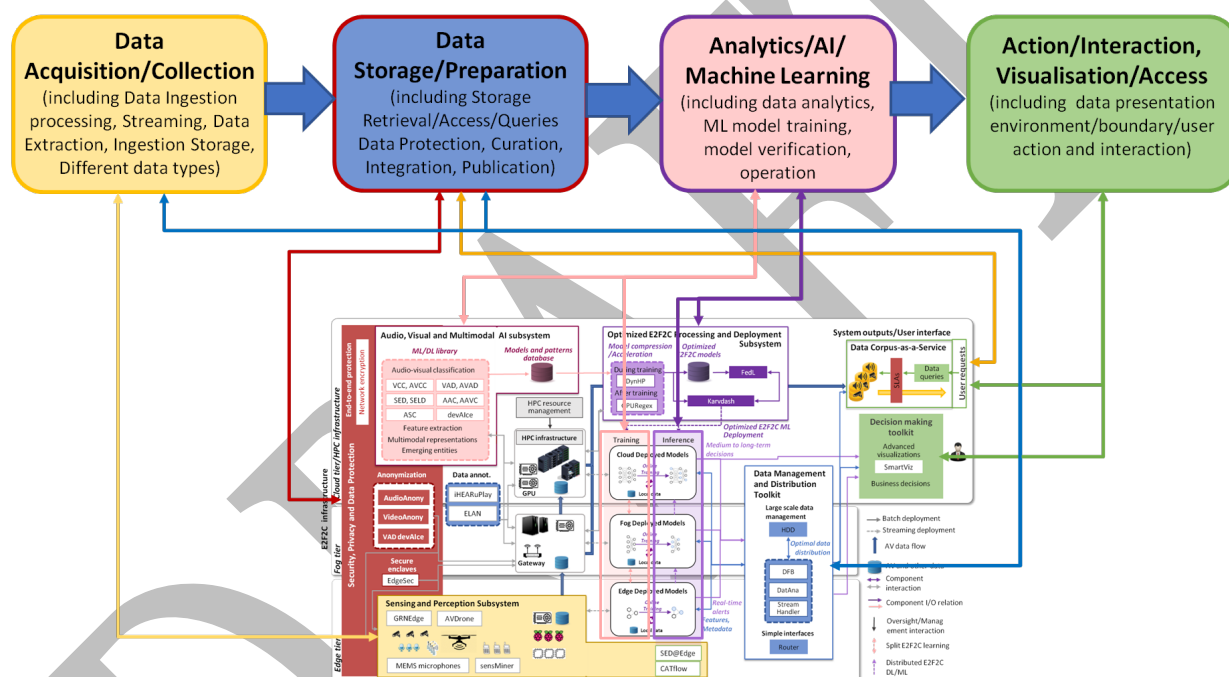 Data
Acquisition/Collection
(including Data Ingestion
processing, Streaming, Data
Extraction, Ingestion Storage,
Different data types)
Data
Storage/Preparation
(including Storage
Retrieval/Access/Queries
Data Protection, Curation,
Integration, Publication)
Analytics/AI/
Machine Learning
(including data analytics,
ML model training,
model verification,
operation
Action/Interaction,
Visualisation/Access
(including data presentation
environment/boundary/user
action and interaction)
E2F2C infrastructure
Cloud tier/HPC infrastructure
Fog tier
Edge tier
Security, Privacy and Data Protection
End-to-end protection
Network encryption
Audio, Visual and Multimodal AI subsystem
ML/DL library
Models and patterns
database
Audio-visual classification
VCC, AVCC
VAD, AVAD
SED, SELD
AAC, AAVC
ASC
devAIce
Feature extraction
Multimodal representations
Emerging entities
Anonymization
AudioAnony
VideoAnony
VAD devAIce
Secure
enclaves
EdgeSec
Data annot.
iHEARuPlay
ELAN
HPC resource
management
HPC infrastructure
GPU
Gateway
Optimized E2F2C Processing and Deployment
Subsystem
Model compression
/Acceleration
During training
DynHP
After training
Optimized
E2F2C models
FedL
Karvdash
Optimized E2F2C ML
Deployment
Medium to long-term
decisions
Training
Inference
Cloud Deployed Models
Fog Deployed Models
Edge Deployed Models
Real-time
alerts
Features,
Metadata
System outputs/User interface
Data Corpus-as-a-Service
SLAL
Data
queries
User requests
Decision making
toolkit
Advanced
visualizations
SmartViz
Business decisions
Data Management
and Distribution
Toolkit
Large scale data
management
HDD
Optimal data
distribution
DFB
DatAna
Stream
Handler
Simple interfaces
Router
Sensing and Perception Subsystem
GRNEdge
AVDrone
MEMS microphones
sensMiner
SED@Edge
CATflow
Batch deployment
Streaming deployment
AV data flow
AV and other data
Component
interaction
Component I/O relation
Oversight/Manag
ement interaction
Split E2F2C learning
Distributed E2F2C
DL/ML